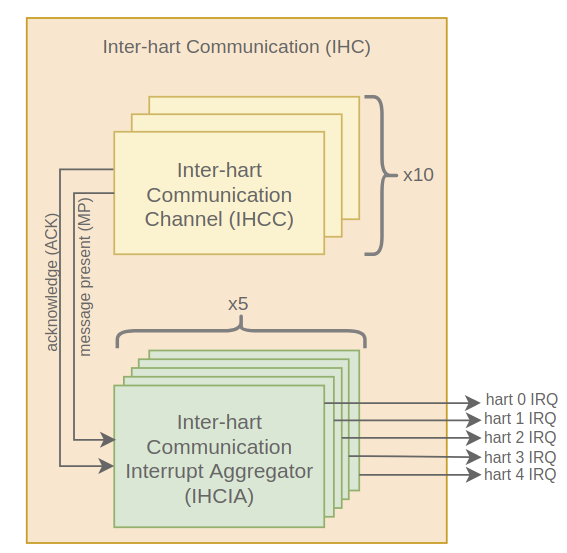 Inter-hart Communication (IHC)
Inter-hart
Communication
Channel (IHCC)
x10
acknowledge (ACK)
message present (MP)
x5
Inter-hart
Communication
Interrupt Aggregator
(IHCIA)
hart 0 IRQ
hart 1 IRQ
hart 2 IRQ
hart 3 IRQ
hart 4 IRQ